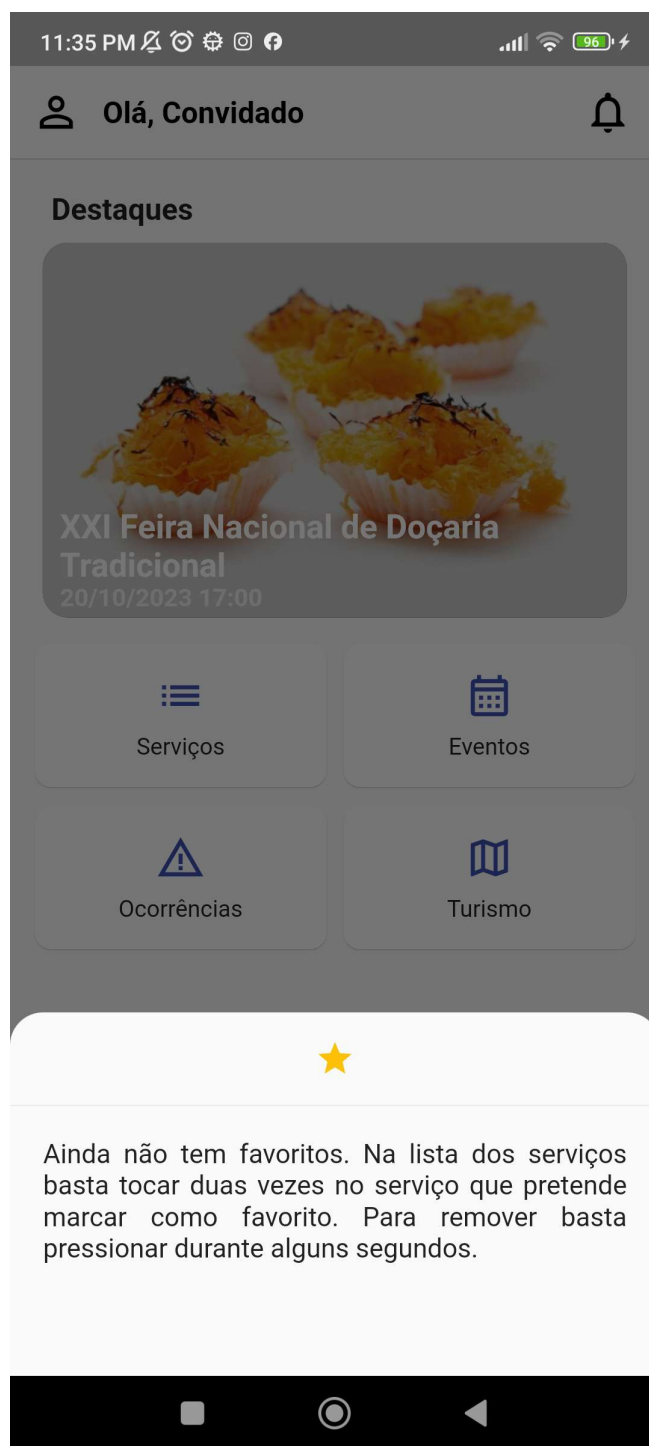 11:35 PM
96
Olá, Convidado
Destaques
XXI Feira Nacional de Doçaria
Tradicional
20/10/2023 17:00
Serviços
Eventos
Ocorrências
Turismo
Ainda não tem favoritos. Na lista dos serviços
basta tocar duas vezes no serviço que pretende
marcar como favorito. Para remover basta
pressionar durante alguns segundos.